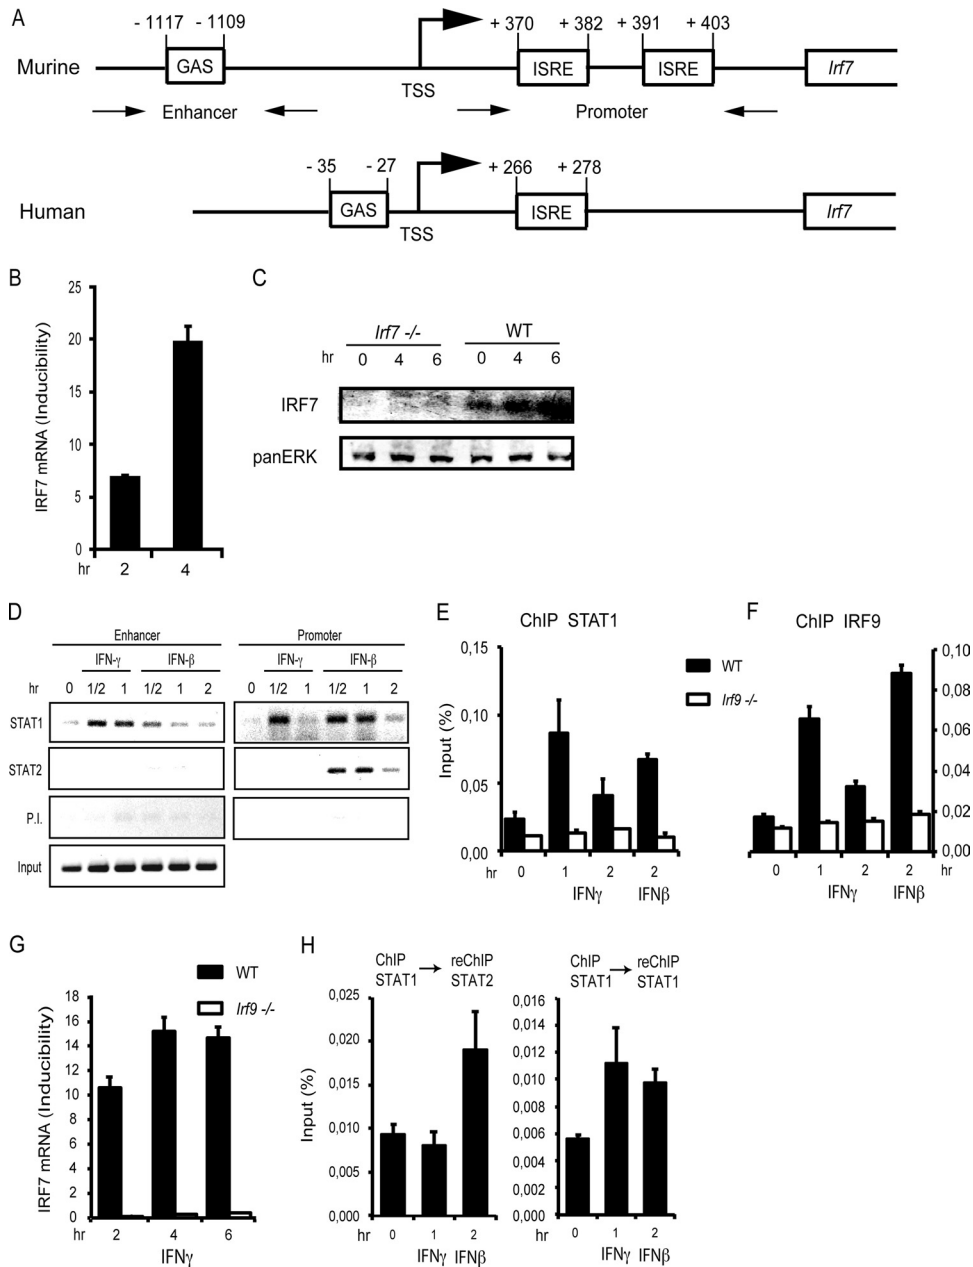 A
- 1117 - 1109 + 370 + 382 + 391 + 403
Murine GAS ISRE ISRE Irf7
TSS
Enhancer Promoter
- 35 - 27 + 266 + 278
Human GAS ISRE Irf7
TSS
B
IRF7 mRNA (Inducibility)
25
20
15
10
5
0
hr 2 4
C
Irf7 -/- WT
hr 0 4 6 0 4 6
IRF7
panERK
D
Enhancer Promoter
IFN-γ IFN-β IFN-γ IFN-β
hr 0 1/2 1 1/2 1 2 0 1/2 1 1/2 1 2
STAT1
STAT2
P.I.
Input
E
ChIP STAT1
Input (%)
0,15
0,10
0,05
0,00
hr 0 1 2 2
IFNγ IFNβ
WT
Irf9 -/-
F
ChIP IRF9
0,10
0,08
0,06
0,04
0,02
0,00
0 1 2 2 hr
IFNγ IFNβ
G
WT
Irf9 -/-
IRF7 mRNA (Inducibility)
18
16
14
12
10
8
6
4
2
0
hr 2 4 6
IFNγ
H
ChIP STAT1 reChIP STAT2
Input (%)
0,025
0,020
0,015
0,010
0,005
0,000
hr 0 1 2
IFNγ IFNβ
ChIP STAT1 reChIP STAT1
0,016
0,014
0,012
0,010
0,008
0,006
0,004
0,002
0,000
hr 0 1 2
IFNγ IFNβ